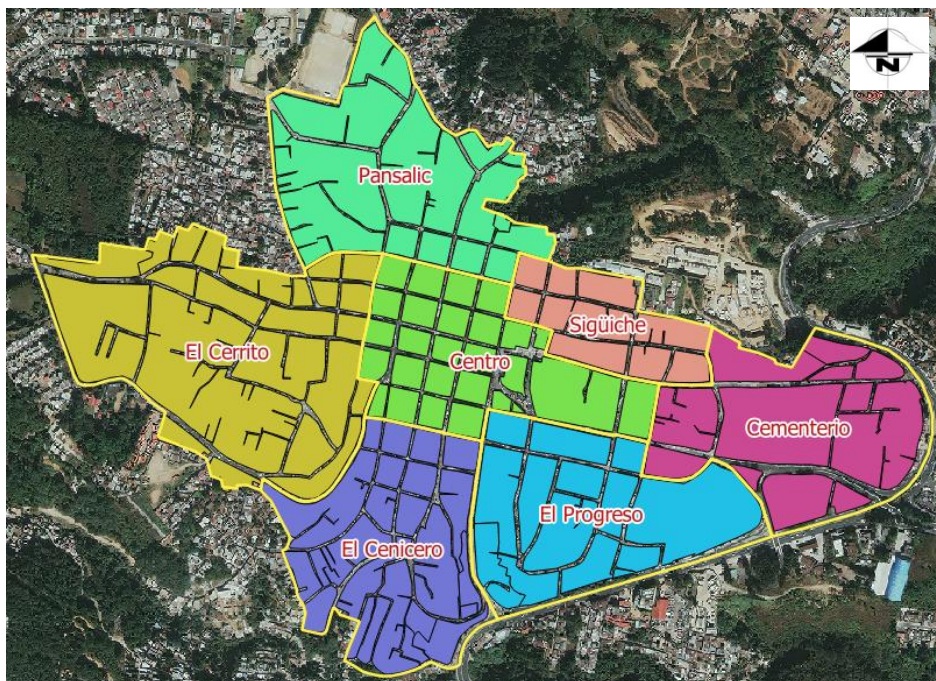 N
Pansalic
Sigüiche
El Cerrito
Centro
Cementerio
El Progreso
El Cenicero